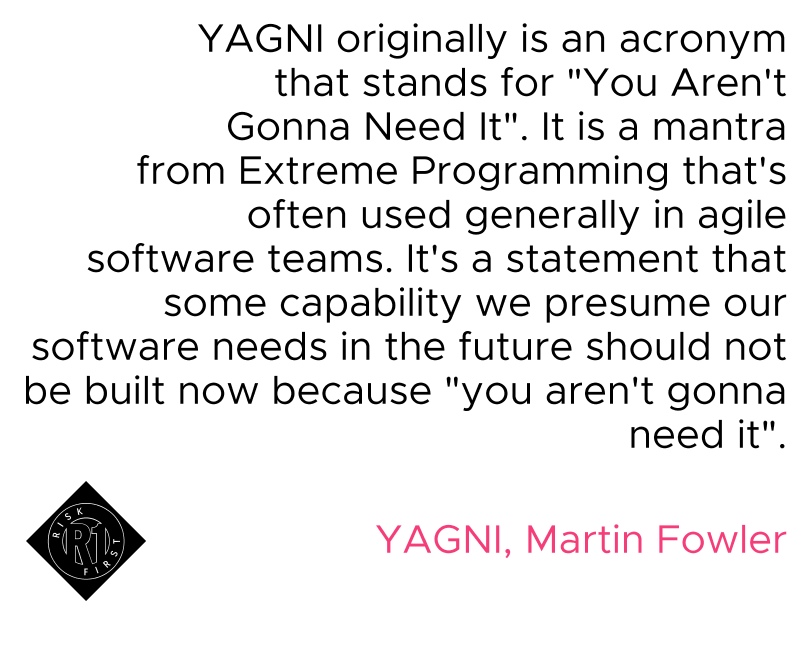 YAGNI originally is an acronym
that stands for "You Aren't
Gonna Need It". It is a mantra
from Extreme Programming that's
often used generally in agile
software teams. It's a statement that
some capability we presume our
software needs in the future should not
be built now because "you aren't gonna
need it".
RISK
R1
FIRST
YAGNI, Martin Fowler